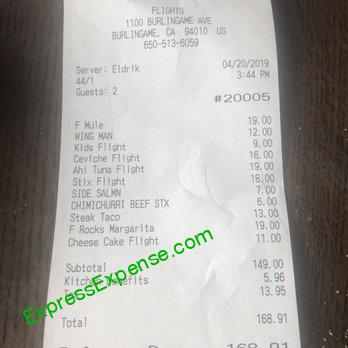 FLIGHTS
1100 BURLINGAME AVE
BURLINGAME, CA 94010 US
650-513-6059
Server: Eldrik 04/20/2019
44/1 3:44 PM
Guests: 2
#20005
F Mule 19.00
WING MAN 12.00
Kids Flight 9.00
Ceviche Flight 16.00
Ahi Tuna Flight 19.00
Stix Flight 18.00
SIDE SALMN 7.00
CHIMICHURRI BEEF STX 6.00
Steak Taco 13.00
F Rocks Margarita 19.00
Cheese Cake Flight 11.00
Subtotal 149.00
Kitchen Benefits 5.96
13.95
Total 168.91
168.91
ExpressExpense.com